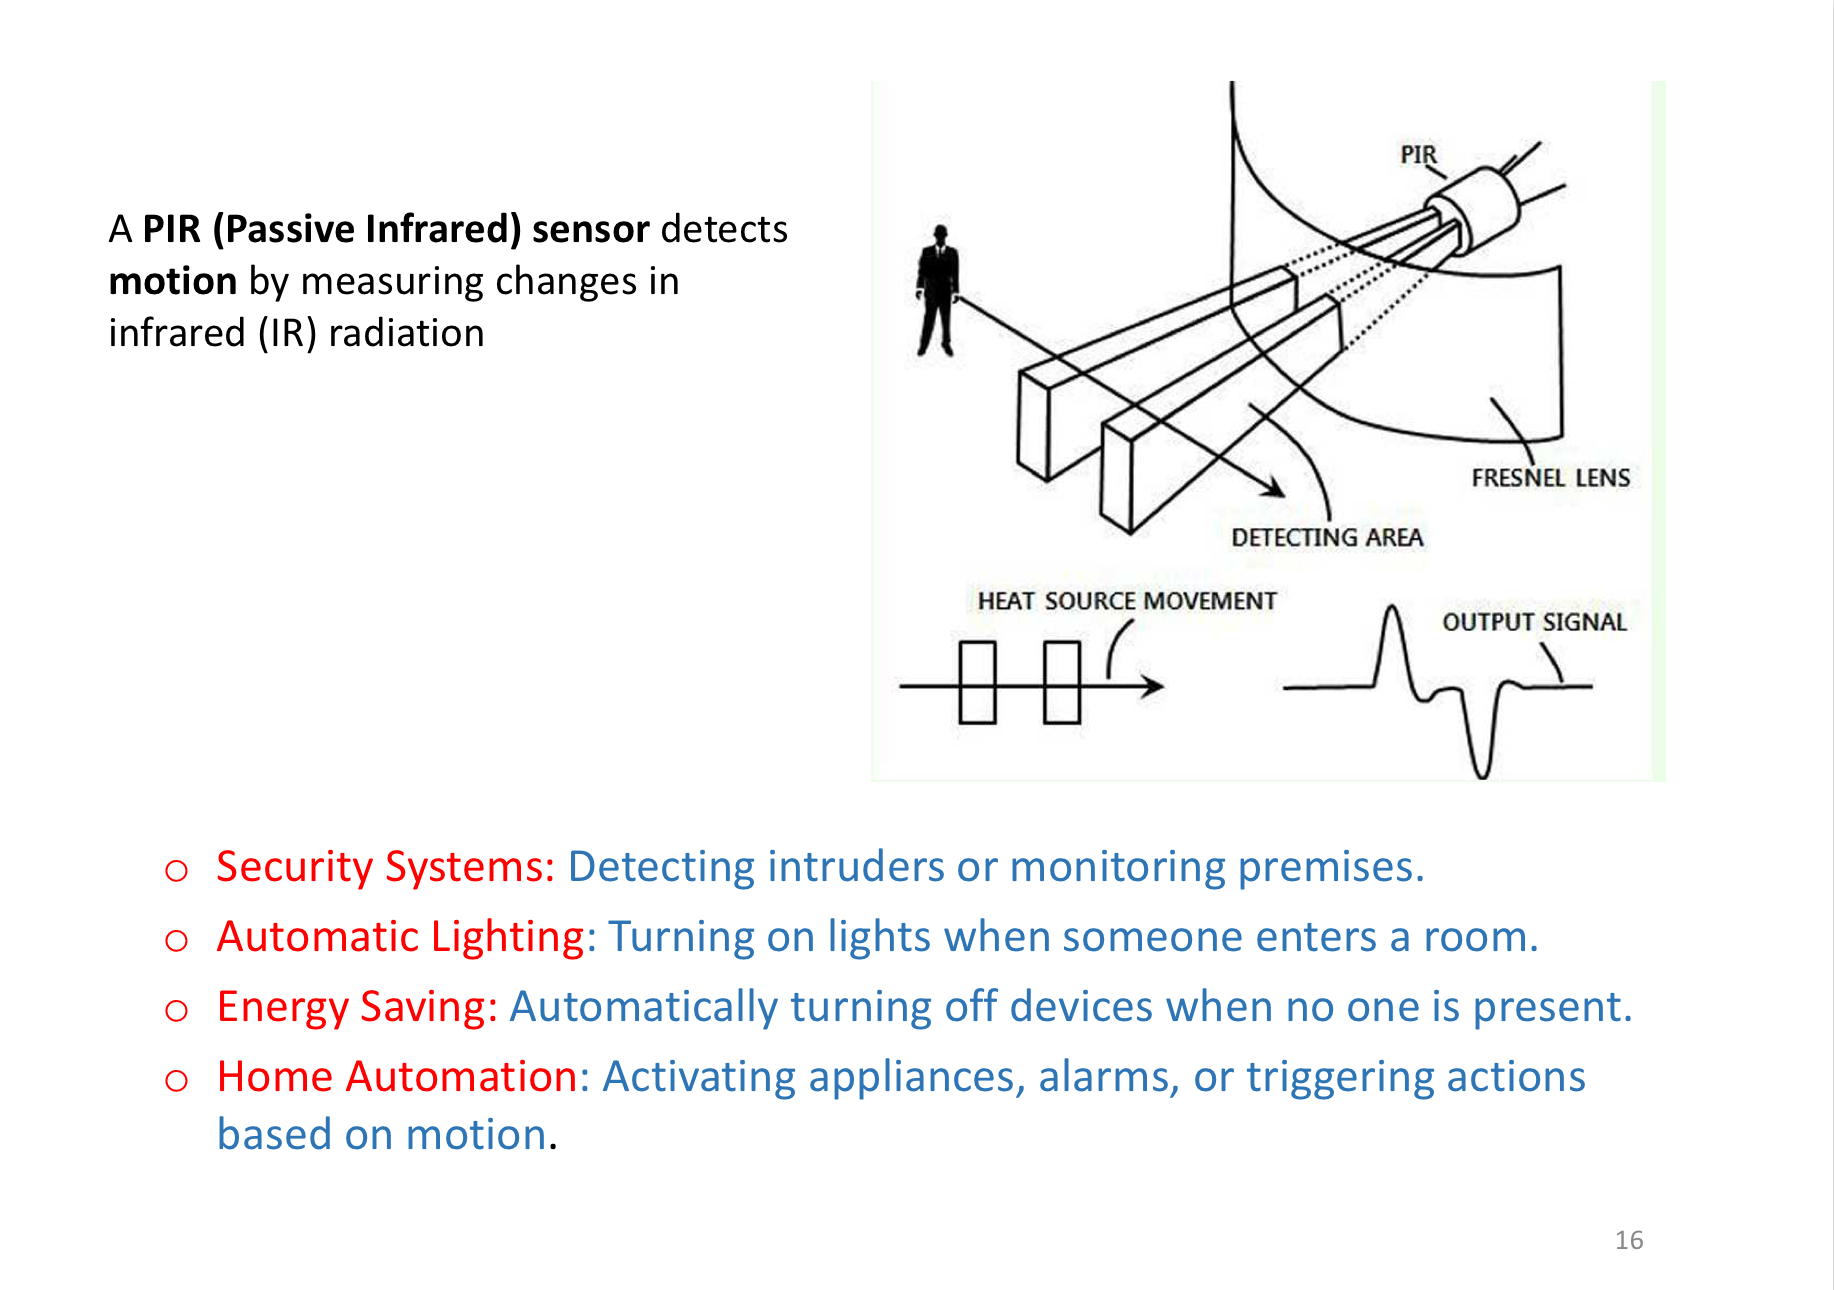 A PIR (Passive Infrared) sensor detects
motion by measuring changes in
infrared (IR) radiation
PIR
FRESNEL LENS
DETECTING AREA
HEAT SOURCE MOVEMENT
OUTPUT SIGNAL
o Security Systems: Detecting intruders or monitoring premises.
o Automatic Lighting: Turning on lights when someone enters a room.
o Energy Saving: Automatically turning off devices when no one is present.
o Home Automation: Activating appliances, alarms, or triggering actions
based on motion.
16